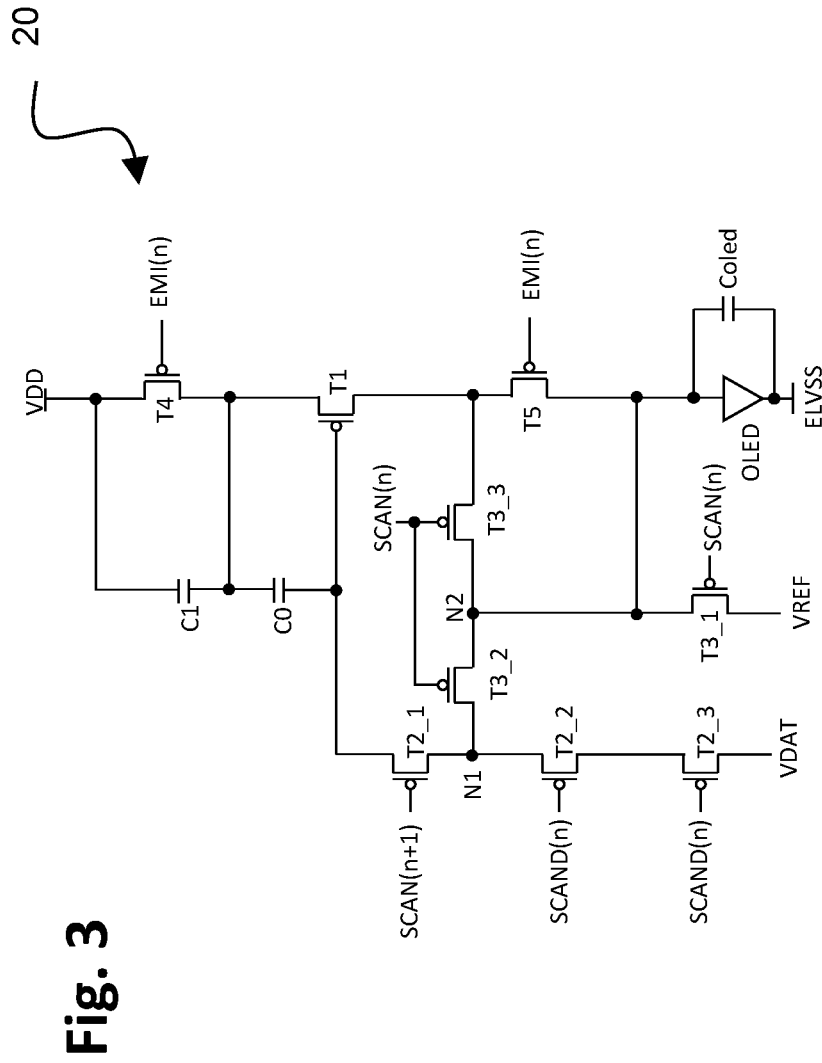 20
VDD
EMI(n)
T4
C1
C0
T1
SCAN(n)
T3_3
N2
T3_2
EMI(n)
T5
SCAN(n+1)
T2_1
N1
SCAND(n)
T2_2
SCAND(n)
T2_3
VDAT
SCAN(n)
T3_1
VREF
Coled
OLED
ELVSS
Fig. 3